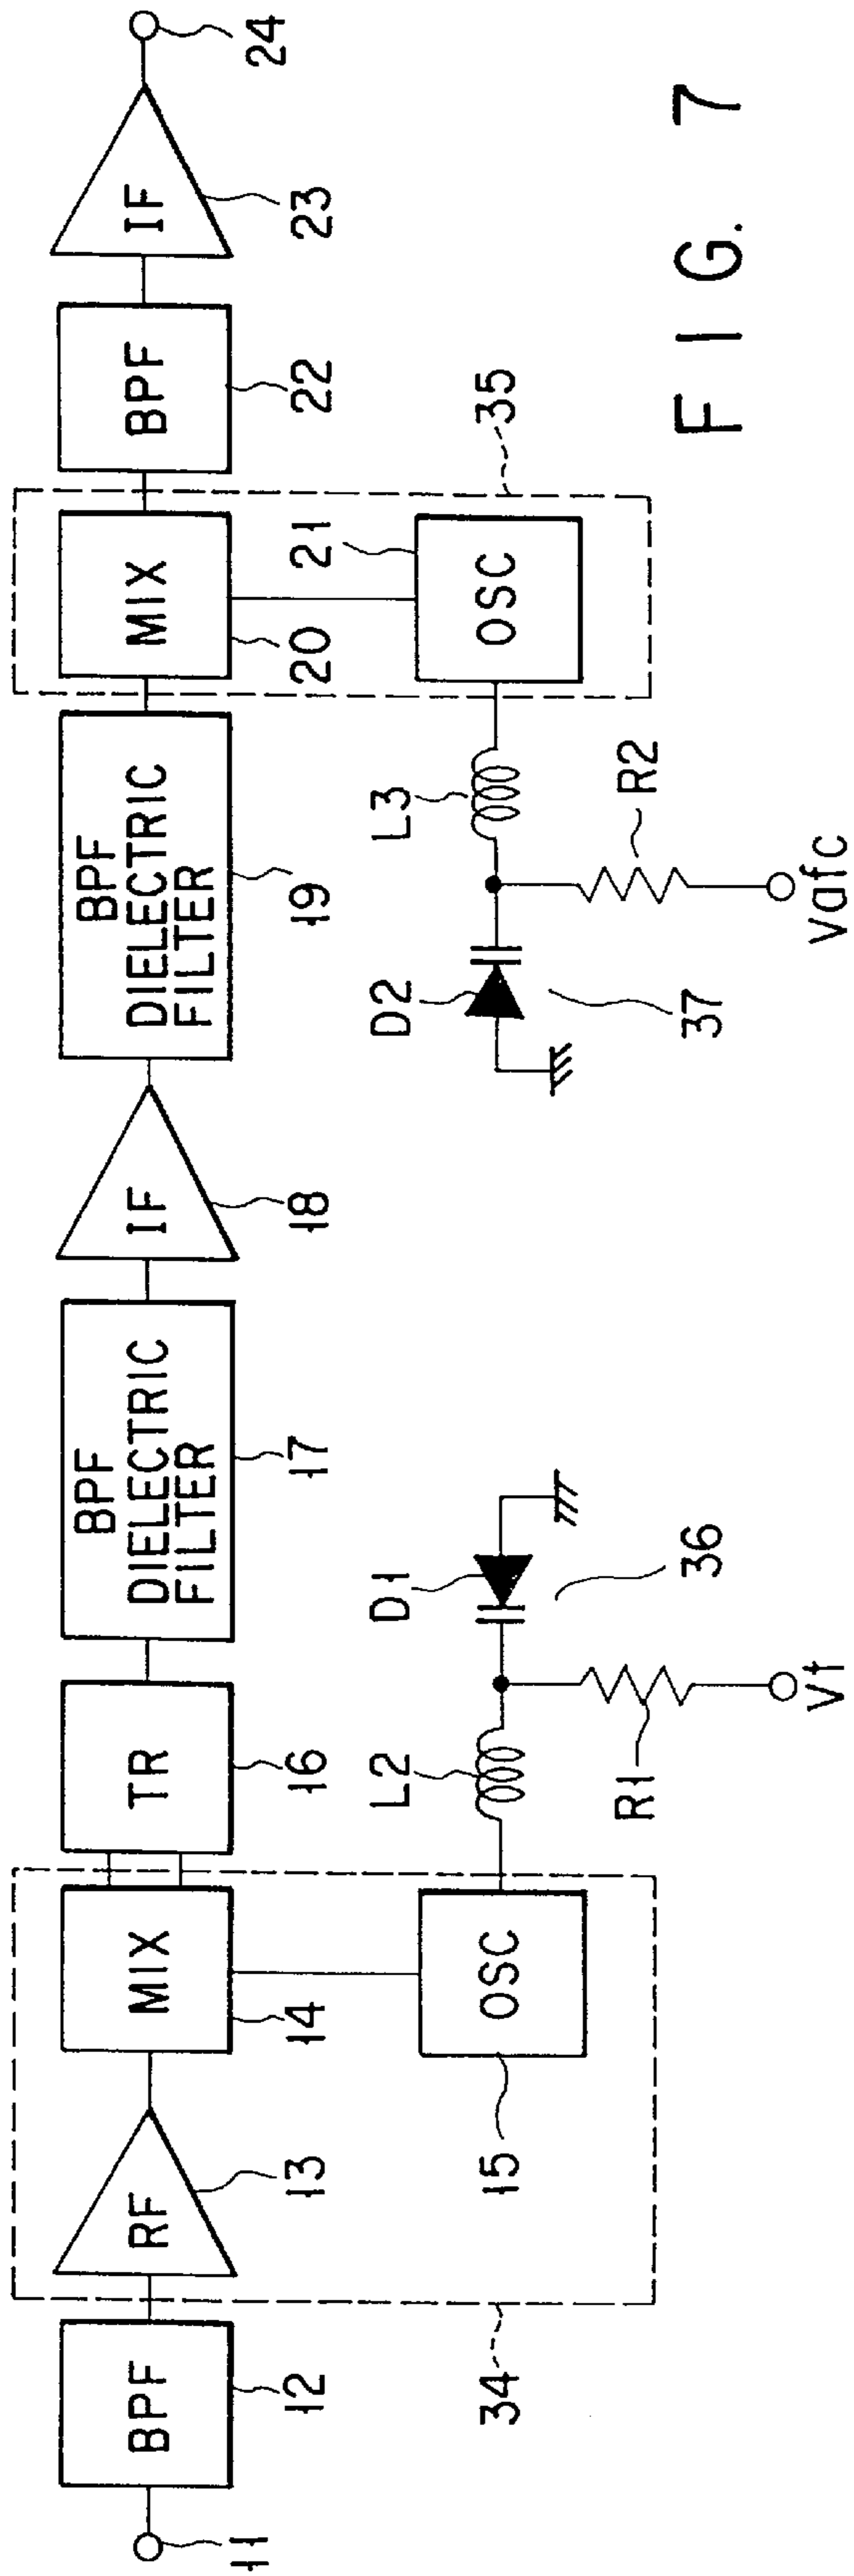 11
BPF
12
RF
13
MIX
14
TR
16
BPF
DIELECTRIC
FILTER
17
IF
18
BPF
DIELECTRIC
FILTER
19
MIX
20
BPF
22
IF
23
24
34
15
OSC
L2
D1
36
R1
Vt
D2
37
L3
R2
Vafc
OSC
21
35
FIG. 7